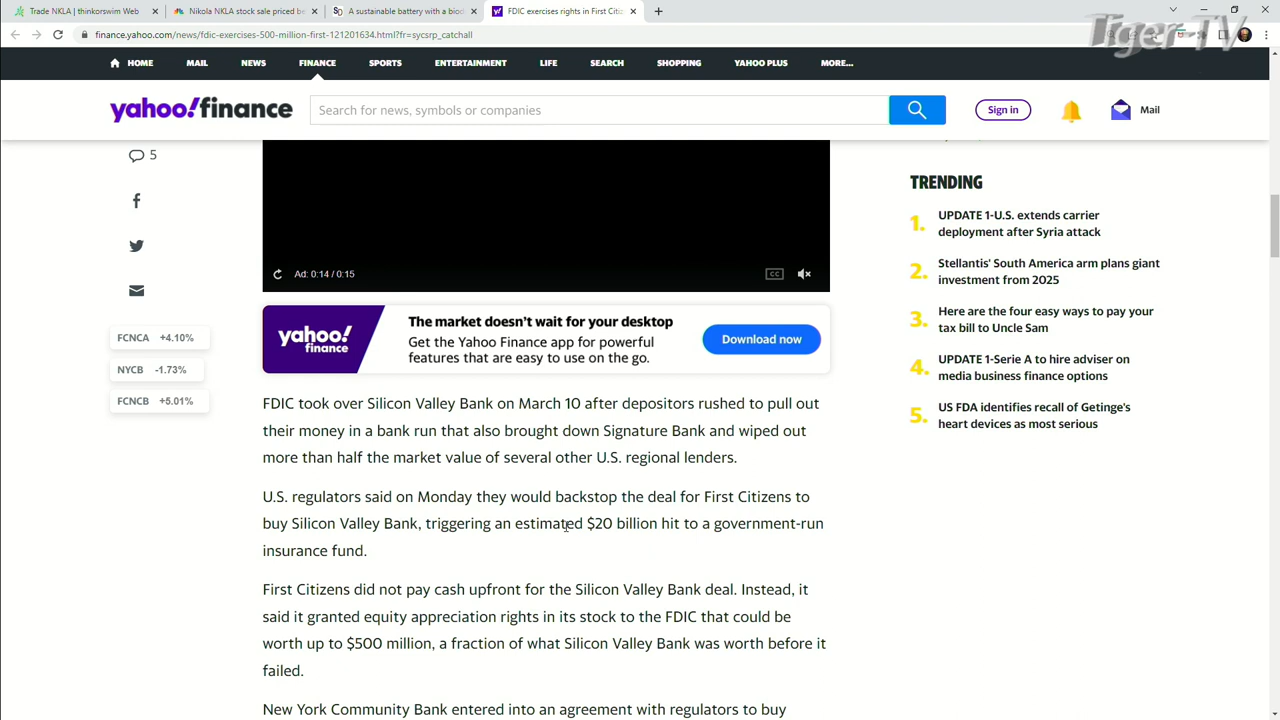 Trade NKLA | thinkorswim Web
Nikola NKLA stock sale priced be
A sustainable battery with a biod
FDIC exercises rights in First Citiz
Tiger TV
finance.yahoo.com/news/fdic-exercises-500-million-first-121201634.html?fr=sycsrp_catchall
HOME MAIL NEWS FINANCE SPORTS ENTERTAINMENT LIFE SEARCH SHOPPING YAHOO PLUS MORE...
yahoo!finance
Search for news, symbols or companies
Sign in
Mail
5
FCNCA +4.10%
NYCB -1.73%
FCNCB +5.01%
Ad: 0:14 / 0:15
CC
yahoo!
finance
The market doesn't wait for your desktop
Get the Yahoo Finance app for powerful
features that are easy to use on the go.
Download now
FDIC took over Silicon Valley Bank on March 10 after depositors rushed to pull out
their money in a bank run that also brought down Signature Bank and wiped out
more than half the market value of several other U.S. regional lenders.
U.S. regulators said on Monday they would backstop the deal for First Citizens to
buy Silicon Valley Bank, triggering an estimated $20 billion hit to a government-run
insurance fund.
First Citizens did not pay cash upfront for the Silicon Valley Bank deal. Instead, it
said it granted equity appreciation rights in its stock to the FDIC that could be
worth up to $500 million, a fraction of what Silicon Valley Bank was worth before it
failed.
New York Community Bank entered into an agreement with regulators to buy
TRENDING
1. UPDATE 1-U.S. extends carrier
deployment after Syria attack
2. Stellantis' South America arm plans giant
investment from 2025
3. Here are the four easy ways to pay your
tax bill to Uncle Sam
4. UPDATE 1-Serie A to hire adviser on
media business finance options
5. US FDA identifies recall of Getinge's
heart devices as most serious